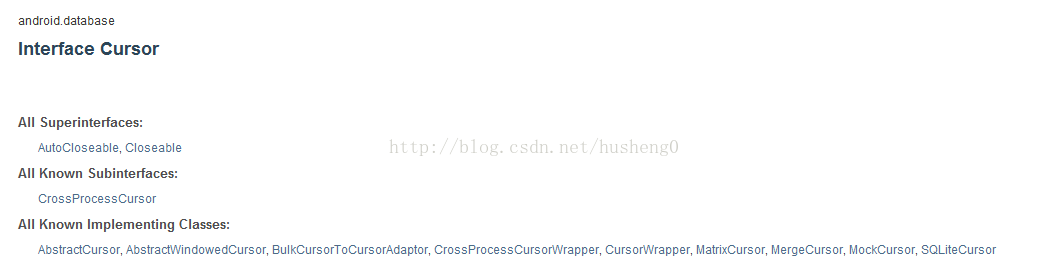 android.database
Interface Cursor
All Superinterfaces:
AutoCloseable, Closeable
http://blog.csdn.net/husheng0
All Known Subinterfaces:
CrossProcessCursor
All Known Implementing Classes:
AbstractCursor, AbstractWindowedCursor, BulkCursorToCursorAdaptor, CrossProcessCursorWrapper, CursorWrapper, MatrixCursor, MergeCursor, MockCursor, SQLiteCursor